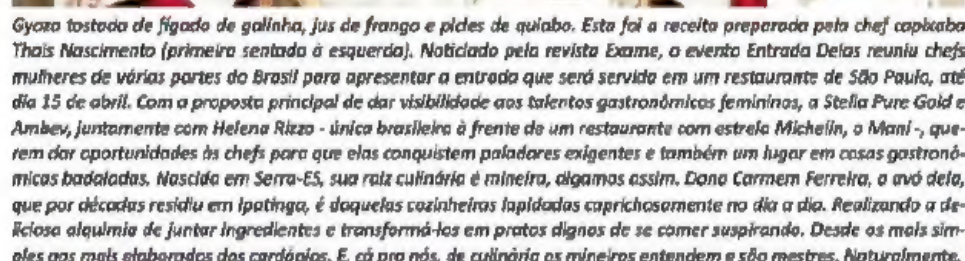 Gyoza tostada de fígado de galinha, jus de frango e picles de quiabo. Esta foi a receita preparada pela chef capixaba
Thais Nascimento (primeira sentada à esquerda). Noticiado pela revista Exame, o evento Entrada Delas reuniu chefs
mulheres de várias partes do Brasil para apresentar a entrada que será servida em um restaurante de São Paulo, até
dia 15 de abril. Com a proposta principal de dar visibilidade aos talentos gastronômicos femininos, a Stella Pure Gold e
Ambev, juntamente com Helena Rizzo - única brasileira à frente de um restaurante com estrela Michelin, o Mani -, que-
rem dar oportunidades às chefs para que elas conquistem paladares exigentes e também um lugar em casas gastronô-
micas badaladas. Nascida em Serra-ES, sua raiz culinária é mineira, digamos assim. Dona Carmem Ferreira, a avó dela,
que por décadas residiu em Ipatinga, é daquelas cozinheiras lapidadas caprichosamente no dia a dia. Realizando a de-
liciosa alquimia de juntar ingredientes e transformá-los em pratos dignos de se comer suspirando. Desde os mais sim-
ples aos mais elaborados dos cardápios. E, cá pra nós, de culinária os mineiros entendem e são mestres. Naturalmente.